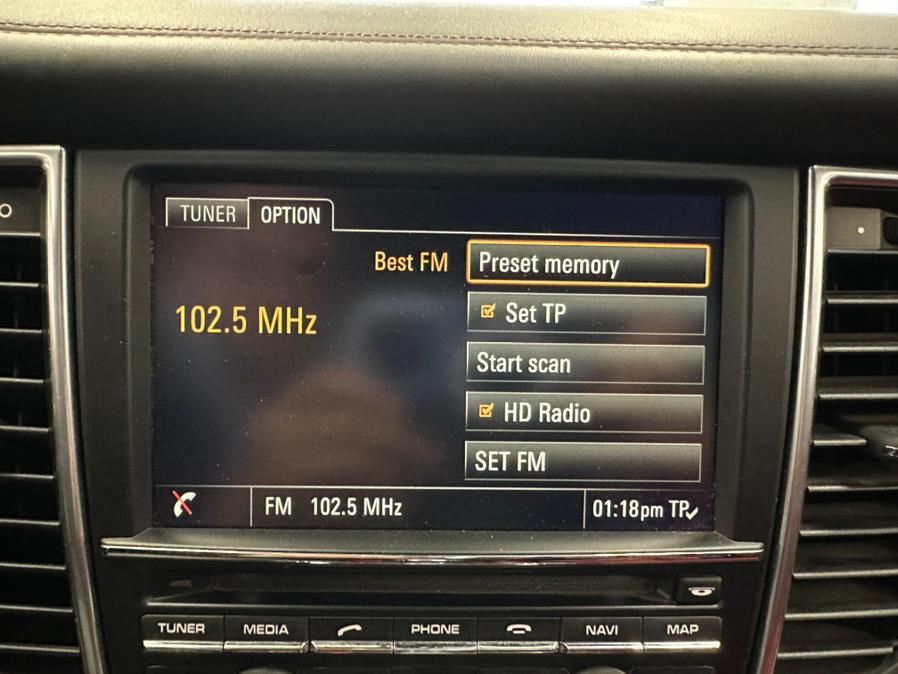 TUNER OPTION
Best FM
Preset memory
102.5 MHz
Set TP
Start scan
HD Radio
SET FM
FM 102.5 MHz
01:18pm TP
TUNER MEDIA PHONE NAVI MAP